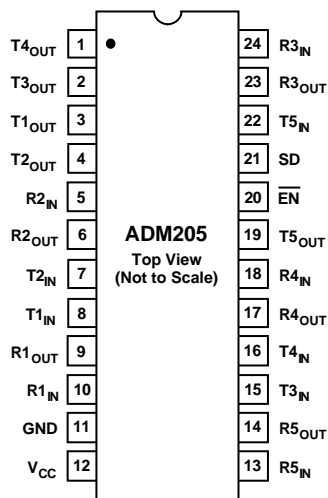 T4OUT 1 24 R3IN
T3OUT 2 23 R3OUT
T1OUT 3 22 T5IN
T2OUT 4 21 SD
R2IN 5 20 E̅N̅
R2OUT 6 ADM205 19 T5OUT
Top View
T2IN 7 (Not to Scale) 18 R4IN
T1IN 8 17 R4OUT
R1OUT 9 16 T4IN
R1IN 10 15 T3IN
GND 11 14 R5OUT
VCC 12 13 R5IN